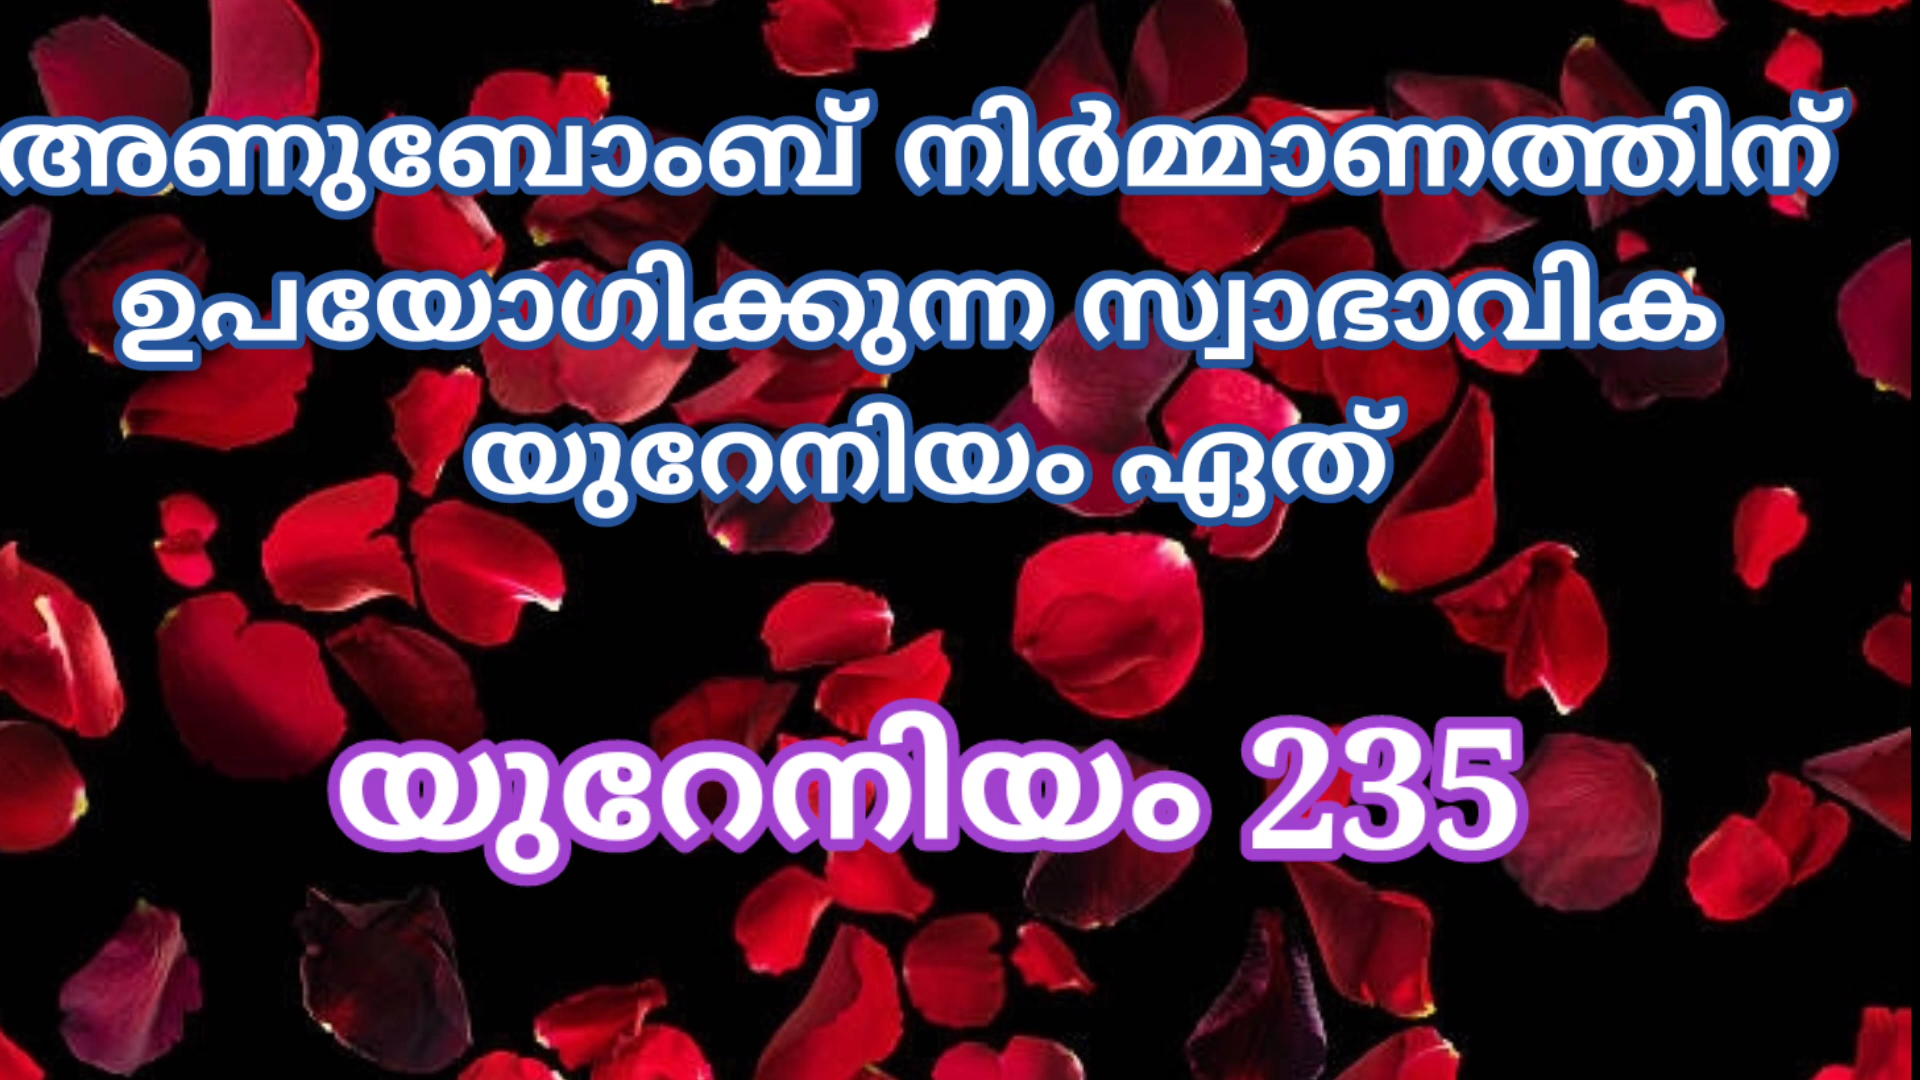 അണുബോംബ് നിർമ്മാണത്തിന്
ഉപയോഗിക്കുന്ന സ്വാഭാവിക
യുറേനിയം ഏത്
യുറേനിയം 235